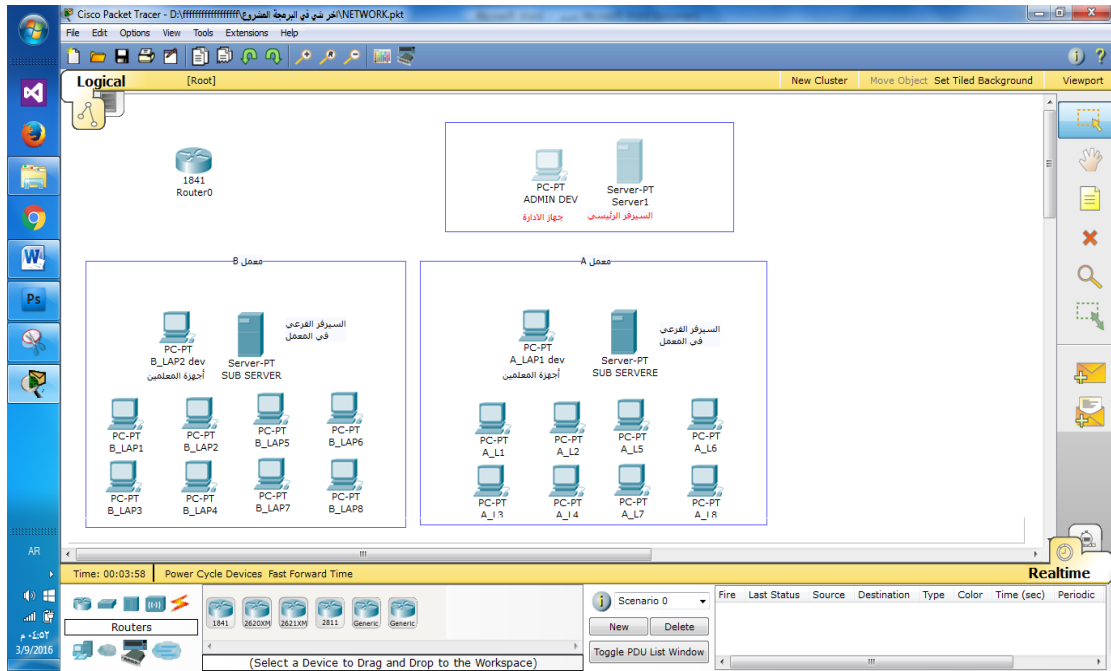 Cisco Packet Tracer - D:\fffffffffffffffffff\اخر شي في البرمجة المشروع\NETWORK.pkt
File Edit Options View Tools Extensions Help
Logical [Root] New Cluster Move Object Set Tiled Background Viewport
1841
Router0
PC-PT
ADMIN DEV
جهاز الادارة
Server-PT
Server1
السيرفر الرئيسي
معمل B
PC-PT
B_LAP2 dev
أجهزة المعلمين
Server-PT
SUB SERVER
السيرفر الفرعي
في المعمل
PC-PT
B_LAP1
PC-PT
B_LAP2
PC-PT
B_LAP5
PC-PT
B_LAP6
PC-PT
B_LAP3
PC-PT
B_LAP4
PC-PT
B_LAP7
PC-PT
B_LAP8
معمل A
PC-PT
A_LAP1 dev
أجهزة المعلمين
Server-PT
SUB SERVERE
السيرفر الفرعي
في المعمل
PC-PT
A_L1
PC-PT
A_L2
PC-PT
A_L5
PC-PT
A_L6
PC-PT
A_L3
PC-PT
A_L4
PC-PT
A_L7
PC-PT
A_L8
Time: 00:03:58 Power Cycle Devices Fast Forward Time Realtime
Routers
1841 2620XM 2621XM 2811 Generic Generic
(Select a Device to Drag and Drop to the Workspace)
Scenario 0
New Delete
Toggle PDU List Window
Fire Last Status Source Destination Type Color Time (sec) Periodic
W
Ps
AR
٠٤:٥٢ م
3/9/2016